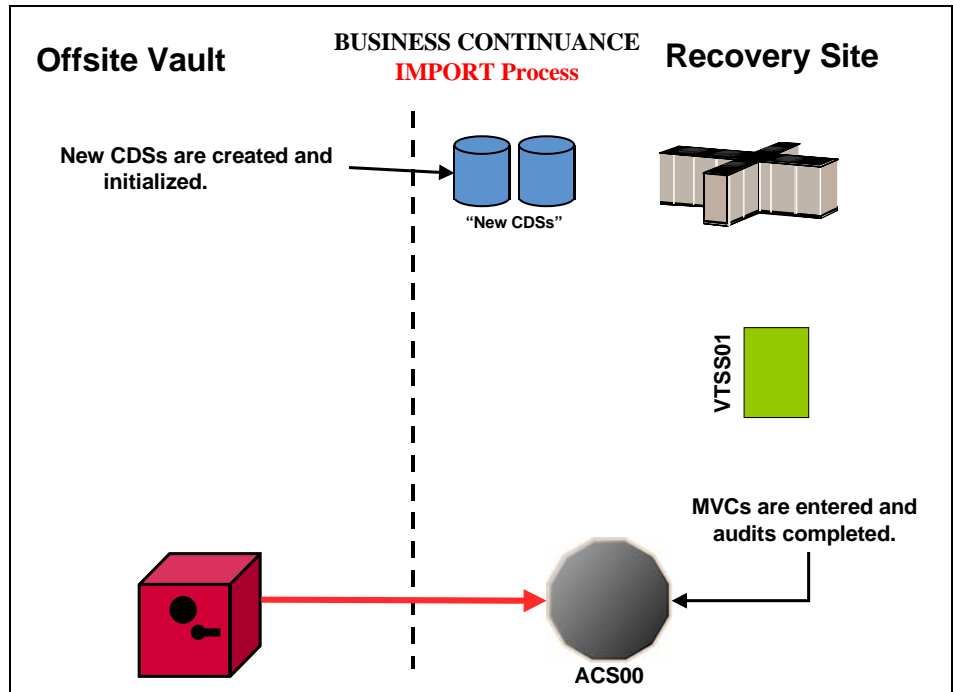 Offsite Vault
BUSINESS CONTINUANCE
IMPORT Process
Recovery Site
New CDSs are created and
initialized.
“New CDSs”
VTSS01
MVCs are entered and
audits completed.
ACS00